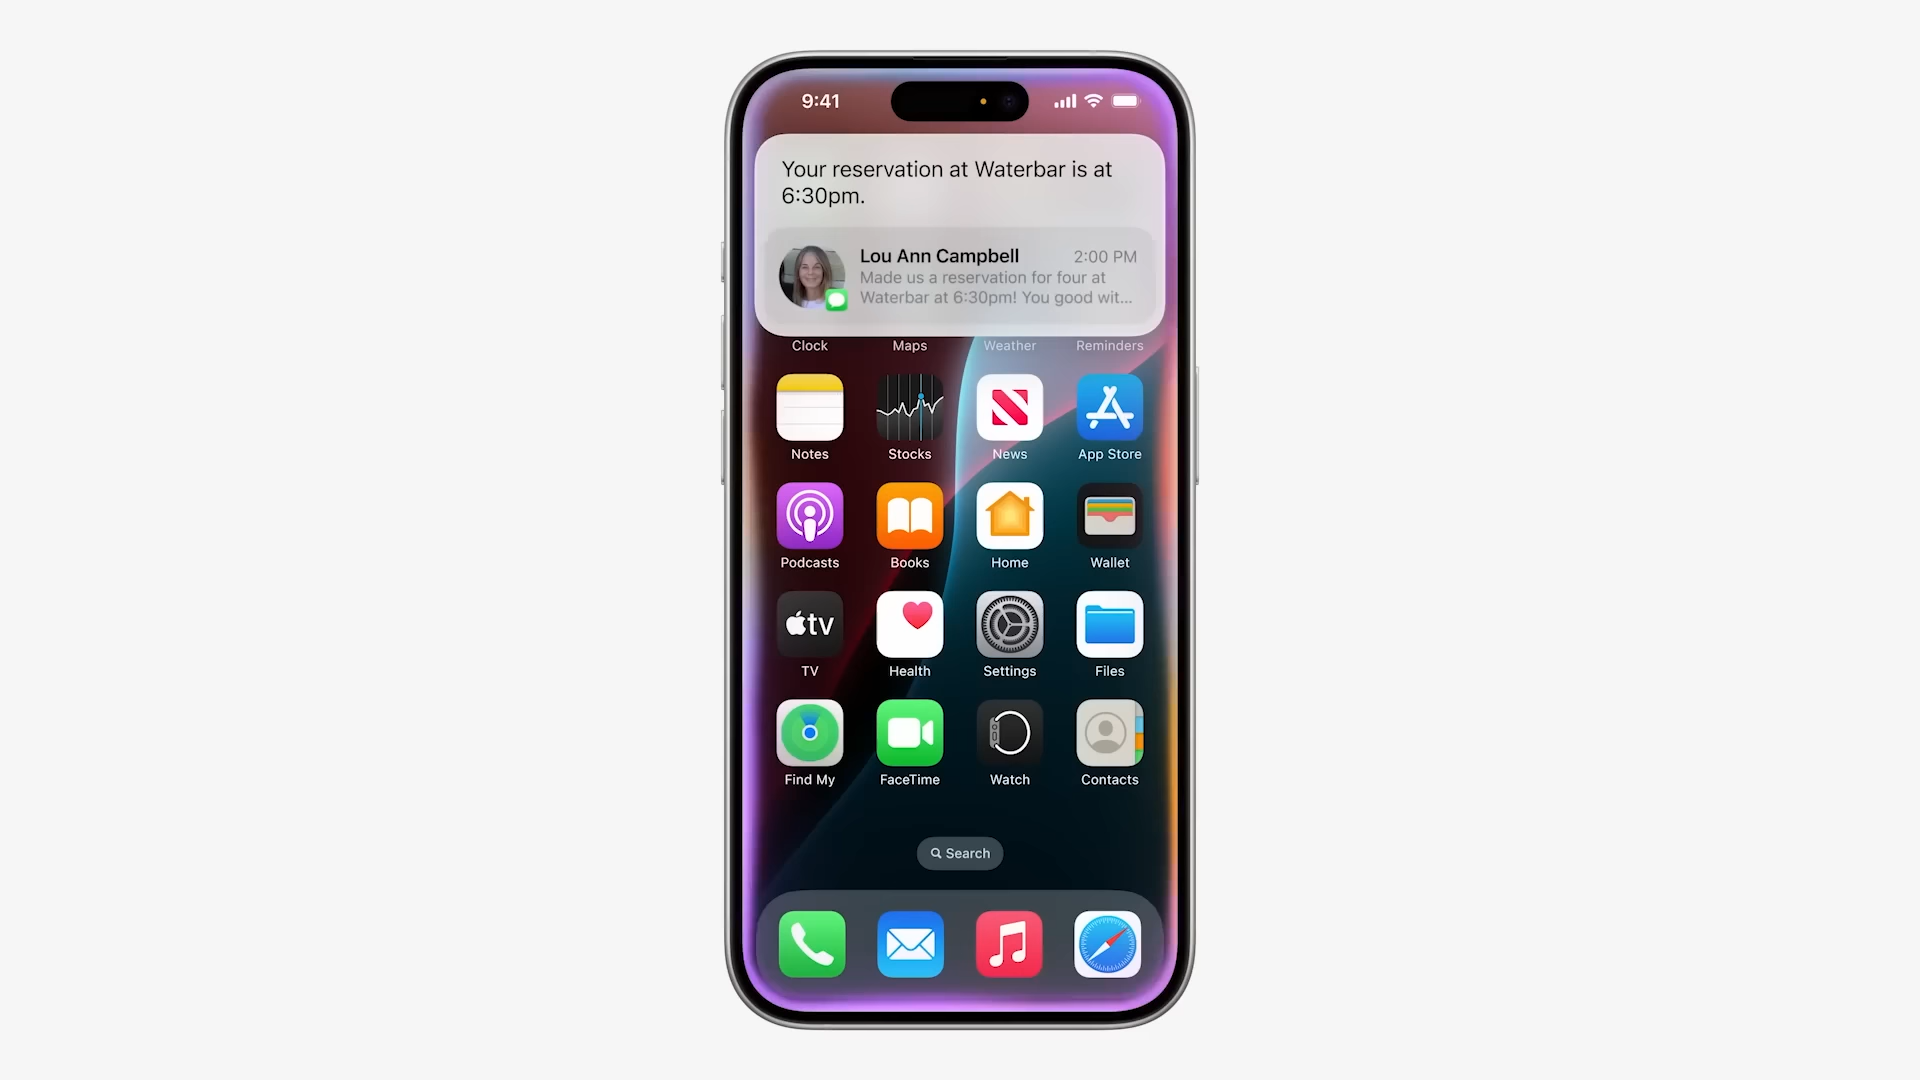 9:41
Your reservation at Waterbar is at
6:30pm.
Lou Ann Campbell 2:00 PM
Made us a reservation for four at
Waterbar at 6:30pm! You good wit...
Clock Maps Weather Reminders
Notes Stocks News App Store
Podcasts Books Home Wallet
tv
TV Health Settings Files
Find My FaceTime Watch Contacts
Search